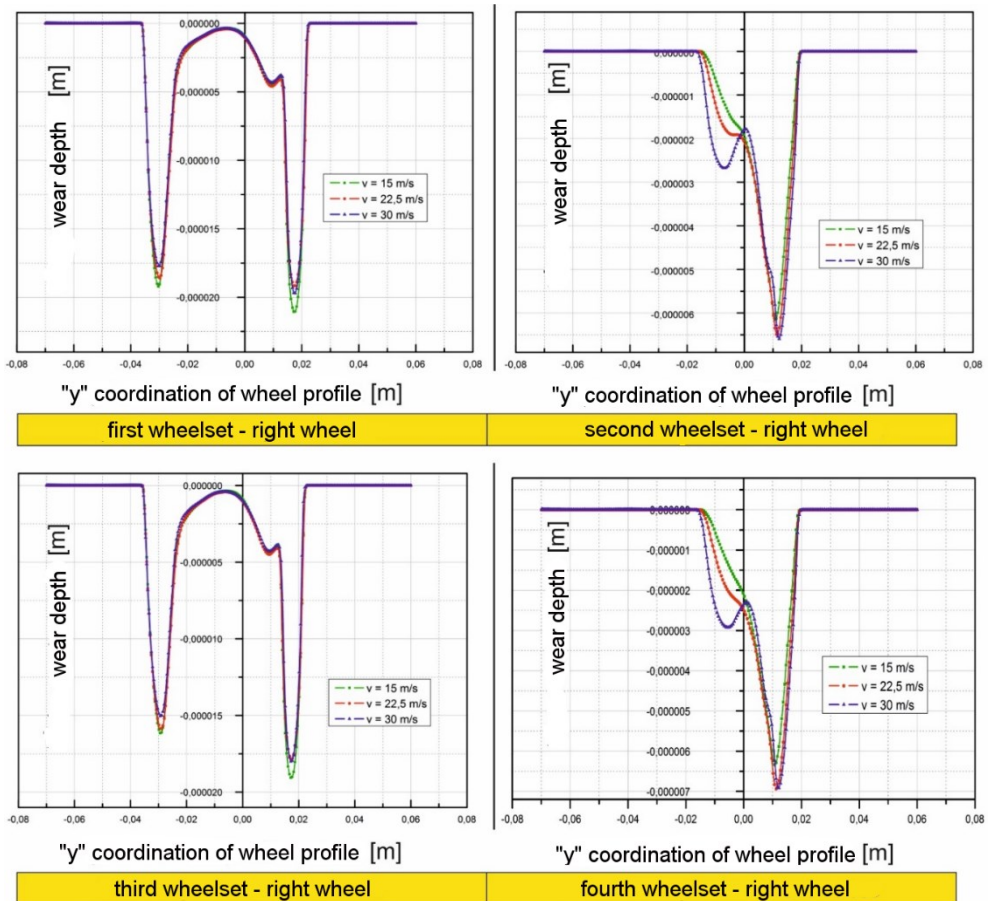 0,000000
-0,000005
-0,000010
-0,000015
-0,000020
wear depth [m]
v = 15 m/s
v = 22,5 m/s
v = 30 m/s
-0,08 -0,06 -0,04 -0,02 0,00 0,02 0,04 0,06 0,08
"y" coordination of wheel profile [m]
first wheelset - right wheel
0,000000
-0,000001
-0,000002
-0,000003
-0,000004
-0,000005
-0,000006
wear depth [m]
v = 15 m/s
v = 22,5 m/s
v = 30 m/s
-0,08 -0,06 -0,04 -0,02 0,00 0,02 0,04 0,06 0,08
"y" coordination of wheel profile [m]
second wheelset - right wheel
0,000000
-0,000005
-0,000010
-0,000015
-0,000020
wear depth [m]
v = 15 m/s
v = 22,5 m/s
v = 30 m/s
-0,08 -0,06 -0,04 -0,02 0,00 0,02 0,04 0,06 0,08
"y" coordination of wheel profile [m]
third wheelset - right wheel
0,000000
-0,000001
-0,000002
-0,000003
-0,000004
-0,000005
-0,000006
-0,000007
wear depth [m]
v = 15 m/s
v = 22,5 m/s
v = 30 m/s
-0,08 -0,06 -0,04 -0,02 0,00 0,02 0,04 0,06 0,08
"y" coordination of wheel profile [m]
fourth wheelset - right wheel